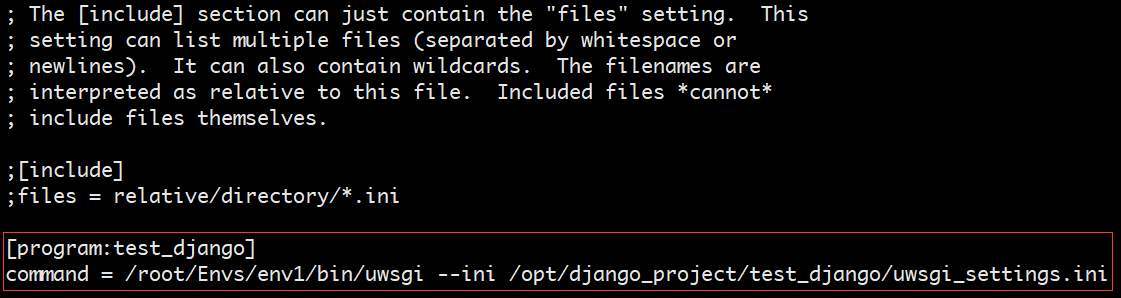 ; The [include] section can just contain the "files" setting.  This
; setting can list multiple files (separated by whitespace or
; newlines).  It can also contain wildcards.  The filenames are
; interpreted as relative to this file.  Included files *cannot*
; include files themselves.
;[include]
;files = relative/directory/*.ini
[program:test_django]
command = /root/Envs/env1/bin/uwsgi --ini /opt/django_project/test_django/uwsgi_settings.ini